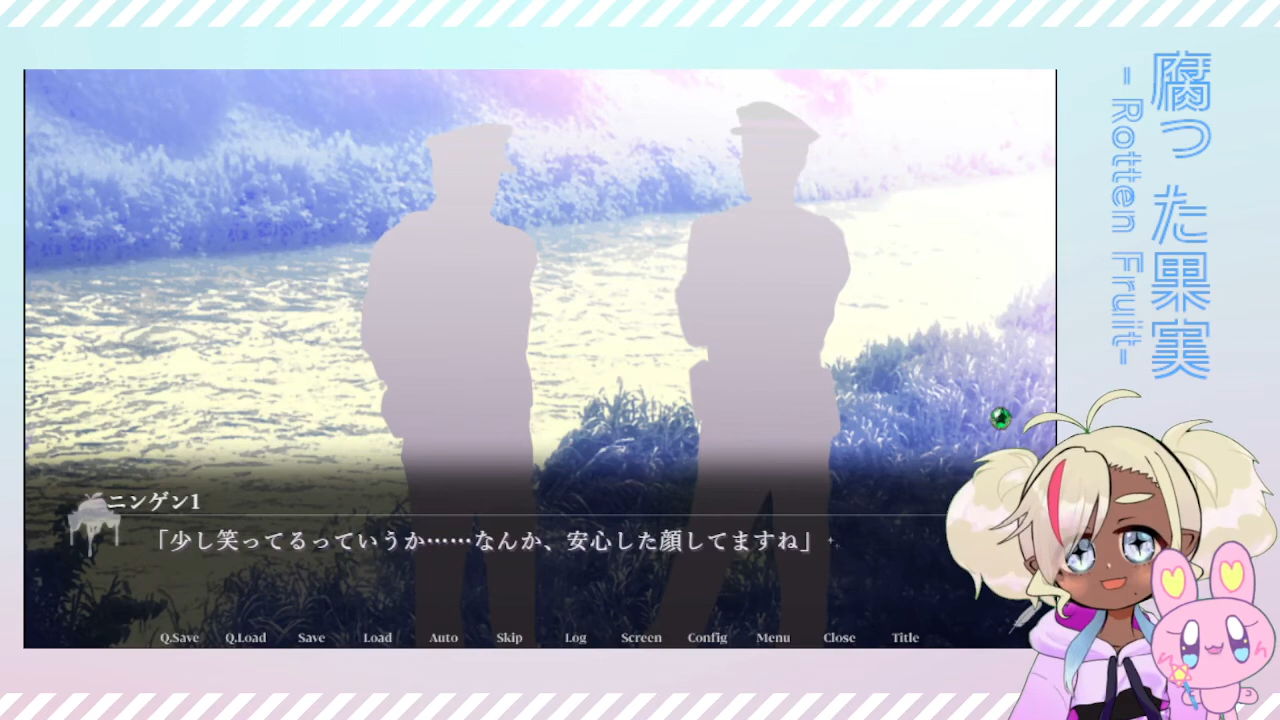 腐った果実
- Rotten Fruit-
ニンゲン1
「少し笑ってるっていうか……なんか、安心した顔してますね」
Q.Save Q.Load Save Load Auto Skip Log Screen Config Menu Close Title